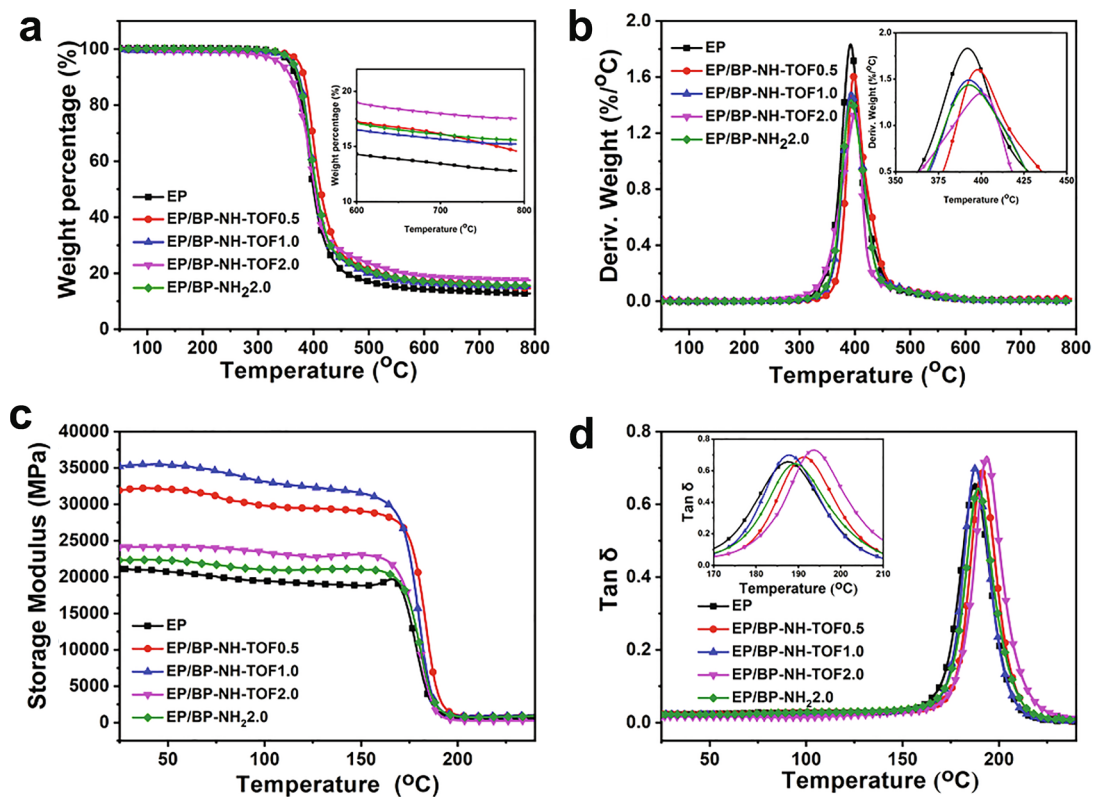 a
Weight percentage (%)
100
80
60
40
20
0
EP
EP/BP-NH-TOF0.5
EP/BP-NH-TOF1.0
EP/BP-NH-TOF2.0
EP/BP-NH₂2.0
Weight percentage (%)
20
15
10
600 700 800
Temperature (°C)
100 200 300 400 500 600 700 800
Temperature (°C)
b
Deriv. Weight (%/°C)
2.0
1.6
1.2
0.8
0.4
0.0
EP
EP/BP-NH-TOF0.5
EP/BP-NH-TOF1.0
EP/BP-NH-TOF2.0
EP/BP-NH₂2.0
Deriv. Weight (%/°C)
2.0
1.5
1.0
0.5
350 375 400 425 450
Temperature (°C)
100 200 300 400 500 600 700 800
Temperature (°C)
c
Storage Modulus (MPa)
40000
35000
30000
25000
20000
15000
10000
5000
0
EP
EP/BP-NH-TOF0.5
EP/BP-NH-TOF1.0
EP/BP-NH-TOF2.0
EP/BP-NH₂2.0
50 100 150 200
Temperature (°C)
d
Tan δ
0.8
0.6
0.4
0.2
0.0
Tan δ
0.8
0.6
0.4
0.2
0.0
170 180 190 200 210
Temperature (°C)
EP
EP/BP-NH-TOF0.5
EP/BP-NH-TOF1.0
EP/BP-NH-TOF2.0
EP/BP-NH₂2.0
50 100 150 200
Temperature (°C)